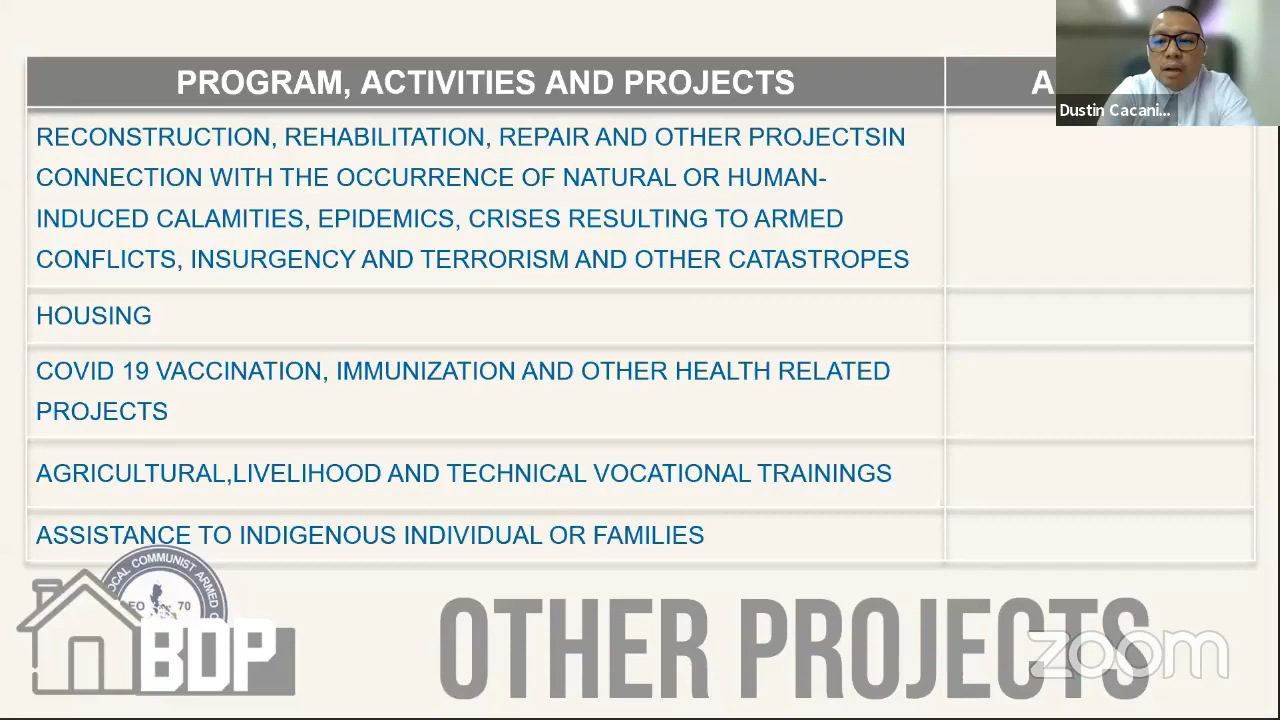 PROGRAM, ACTIVITIES AND PROJECTS
A
Dustin Cacani...
RECONSTRUCTION, REHABILITATION, REPAIR AND OTHER PROJECTSIN
CONNECTION WITH THE OCCURRENCE OF NATURAL OR HUMAN-
INDUCED CALAMITIES, EPIDEMICS, CRISES RESULTING TO ARMED
CONFLICTS, INSURGENCY AND TERRORISM AND OTHER CATASTROPES
HOUSING
COVID 19 VACCINATION, IMMUNIZATION AND OTHER HEALTH RELATED
PROJECTS
AGRICULTURAL,LIVELIHOOD AND TECHNICAL VOCATIONAL TRAININGS
ASSISTANCE TO INDIGENOUS INDIVIDUAL OR FAMILIES
OCAL COMMUNIST ARMED
EO 70
BDP
OTHER PROJECTS
zoom